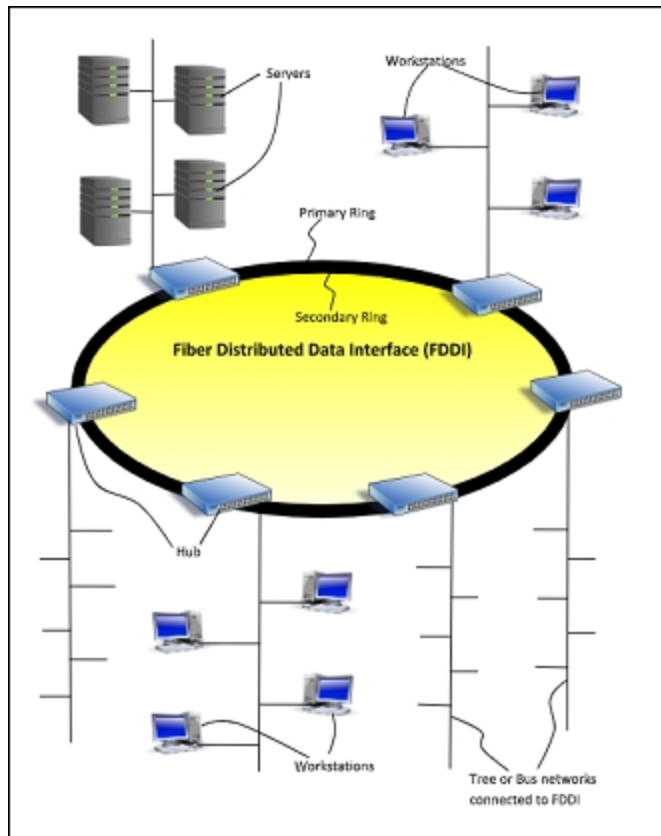 Servers
Workstations
Primary Ring
Secondary Ring
Fiber Distributed Data Interface (FDDI)
Hub
Workstations
Tree or Bus networks
connected to FDDI